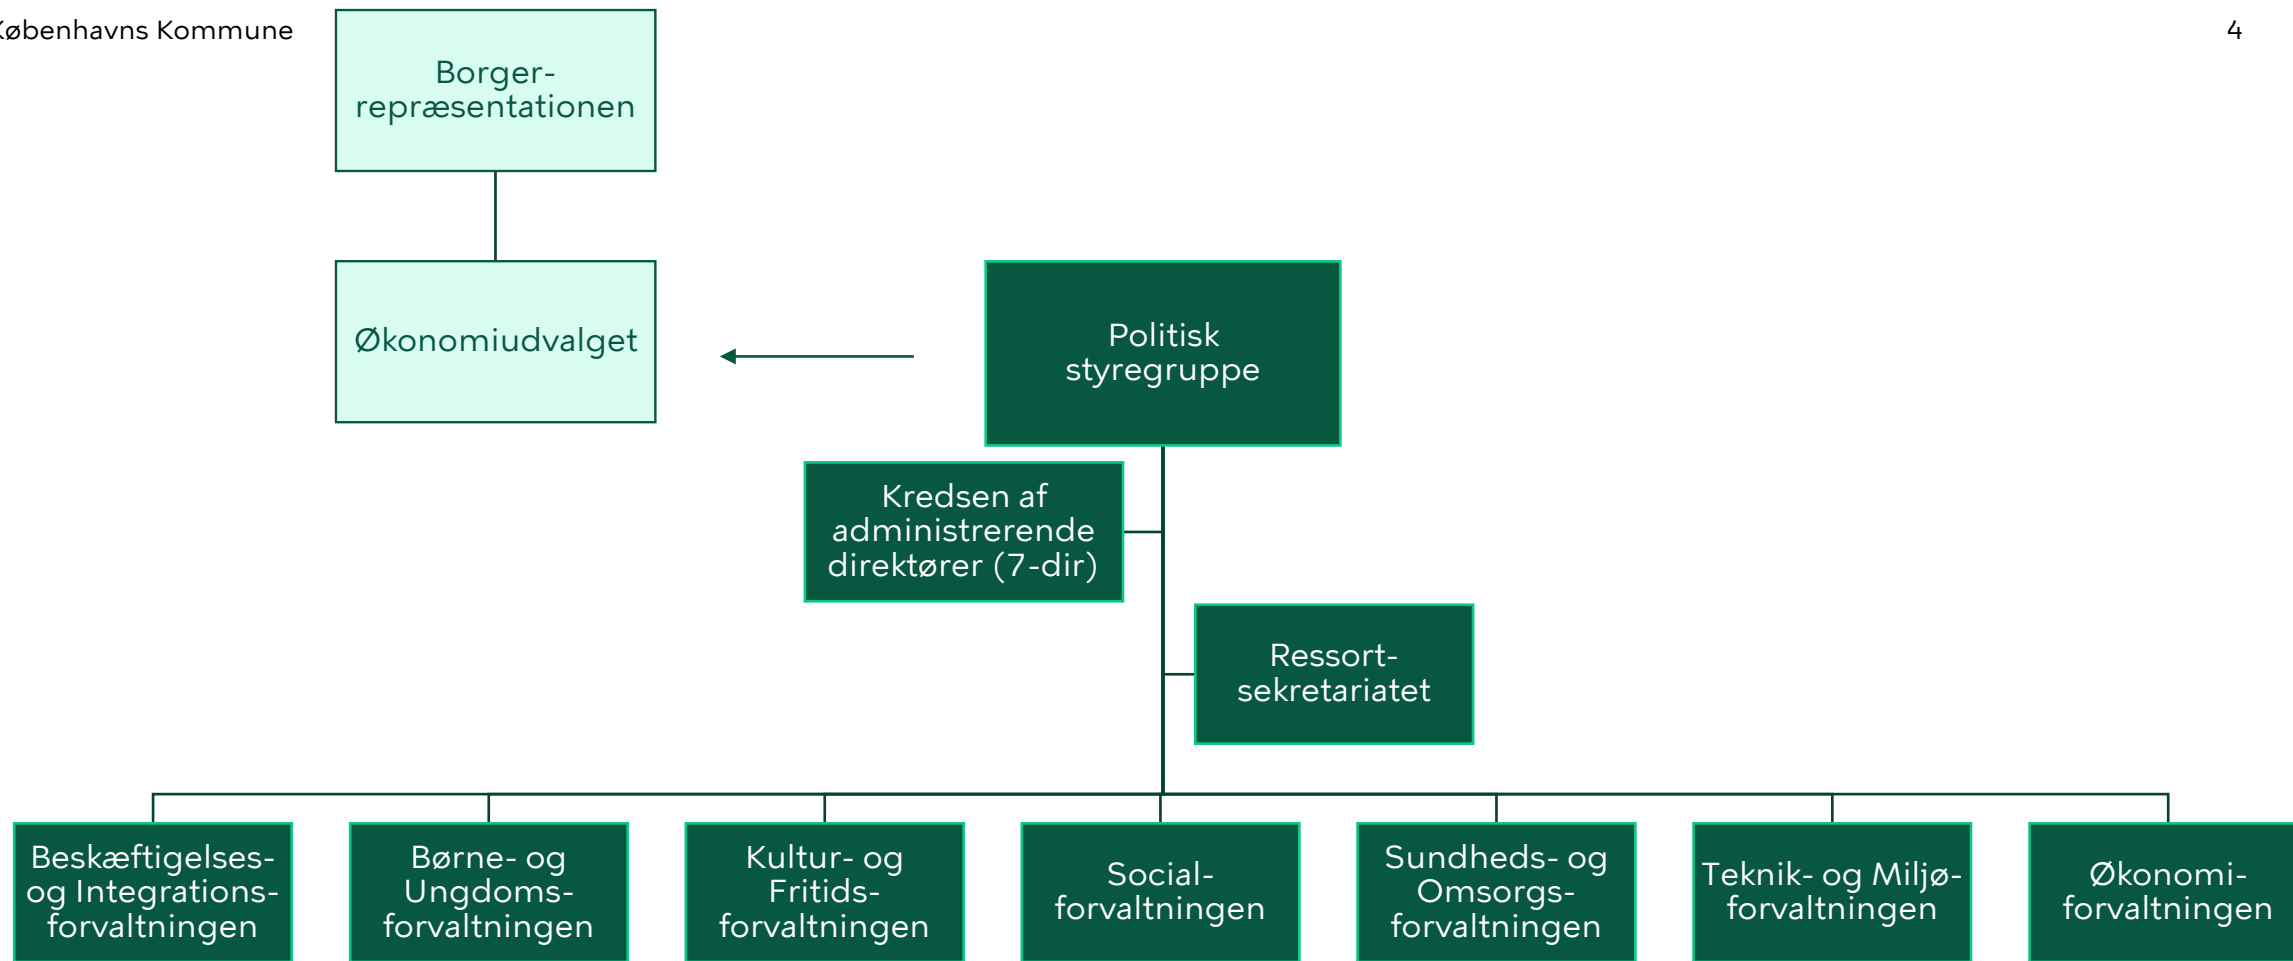 Københavns Kommune
4
Borger-
repræsentationen
Økonomiudvalget
Politisk
styregruppe
Kredsen af
administrerende
direktører (7-dir)
Ressort-
sekretariatet
Beskæftigelses-
og Integrations-
forvaltningen
Børne- og
Ungdoms-
forvaltningen
Kultur- og
Fritids-
forvaltningen
Social-
forvaltningen
Sundheds- og
Omsorgs-
forvaltningen
Teknik- og Miljø-
forvaltningen
Økonomi-
forvaltningen